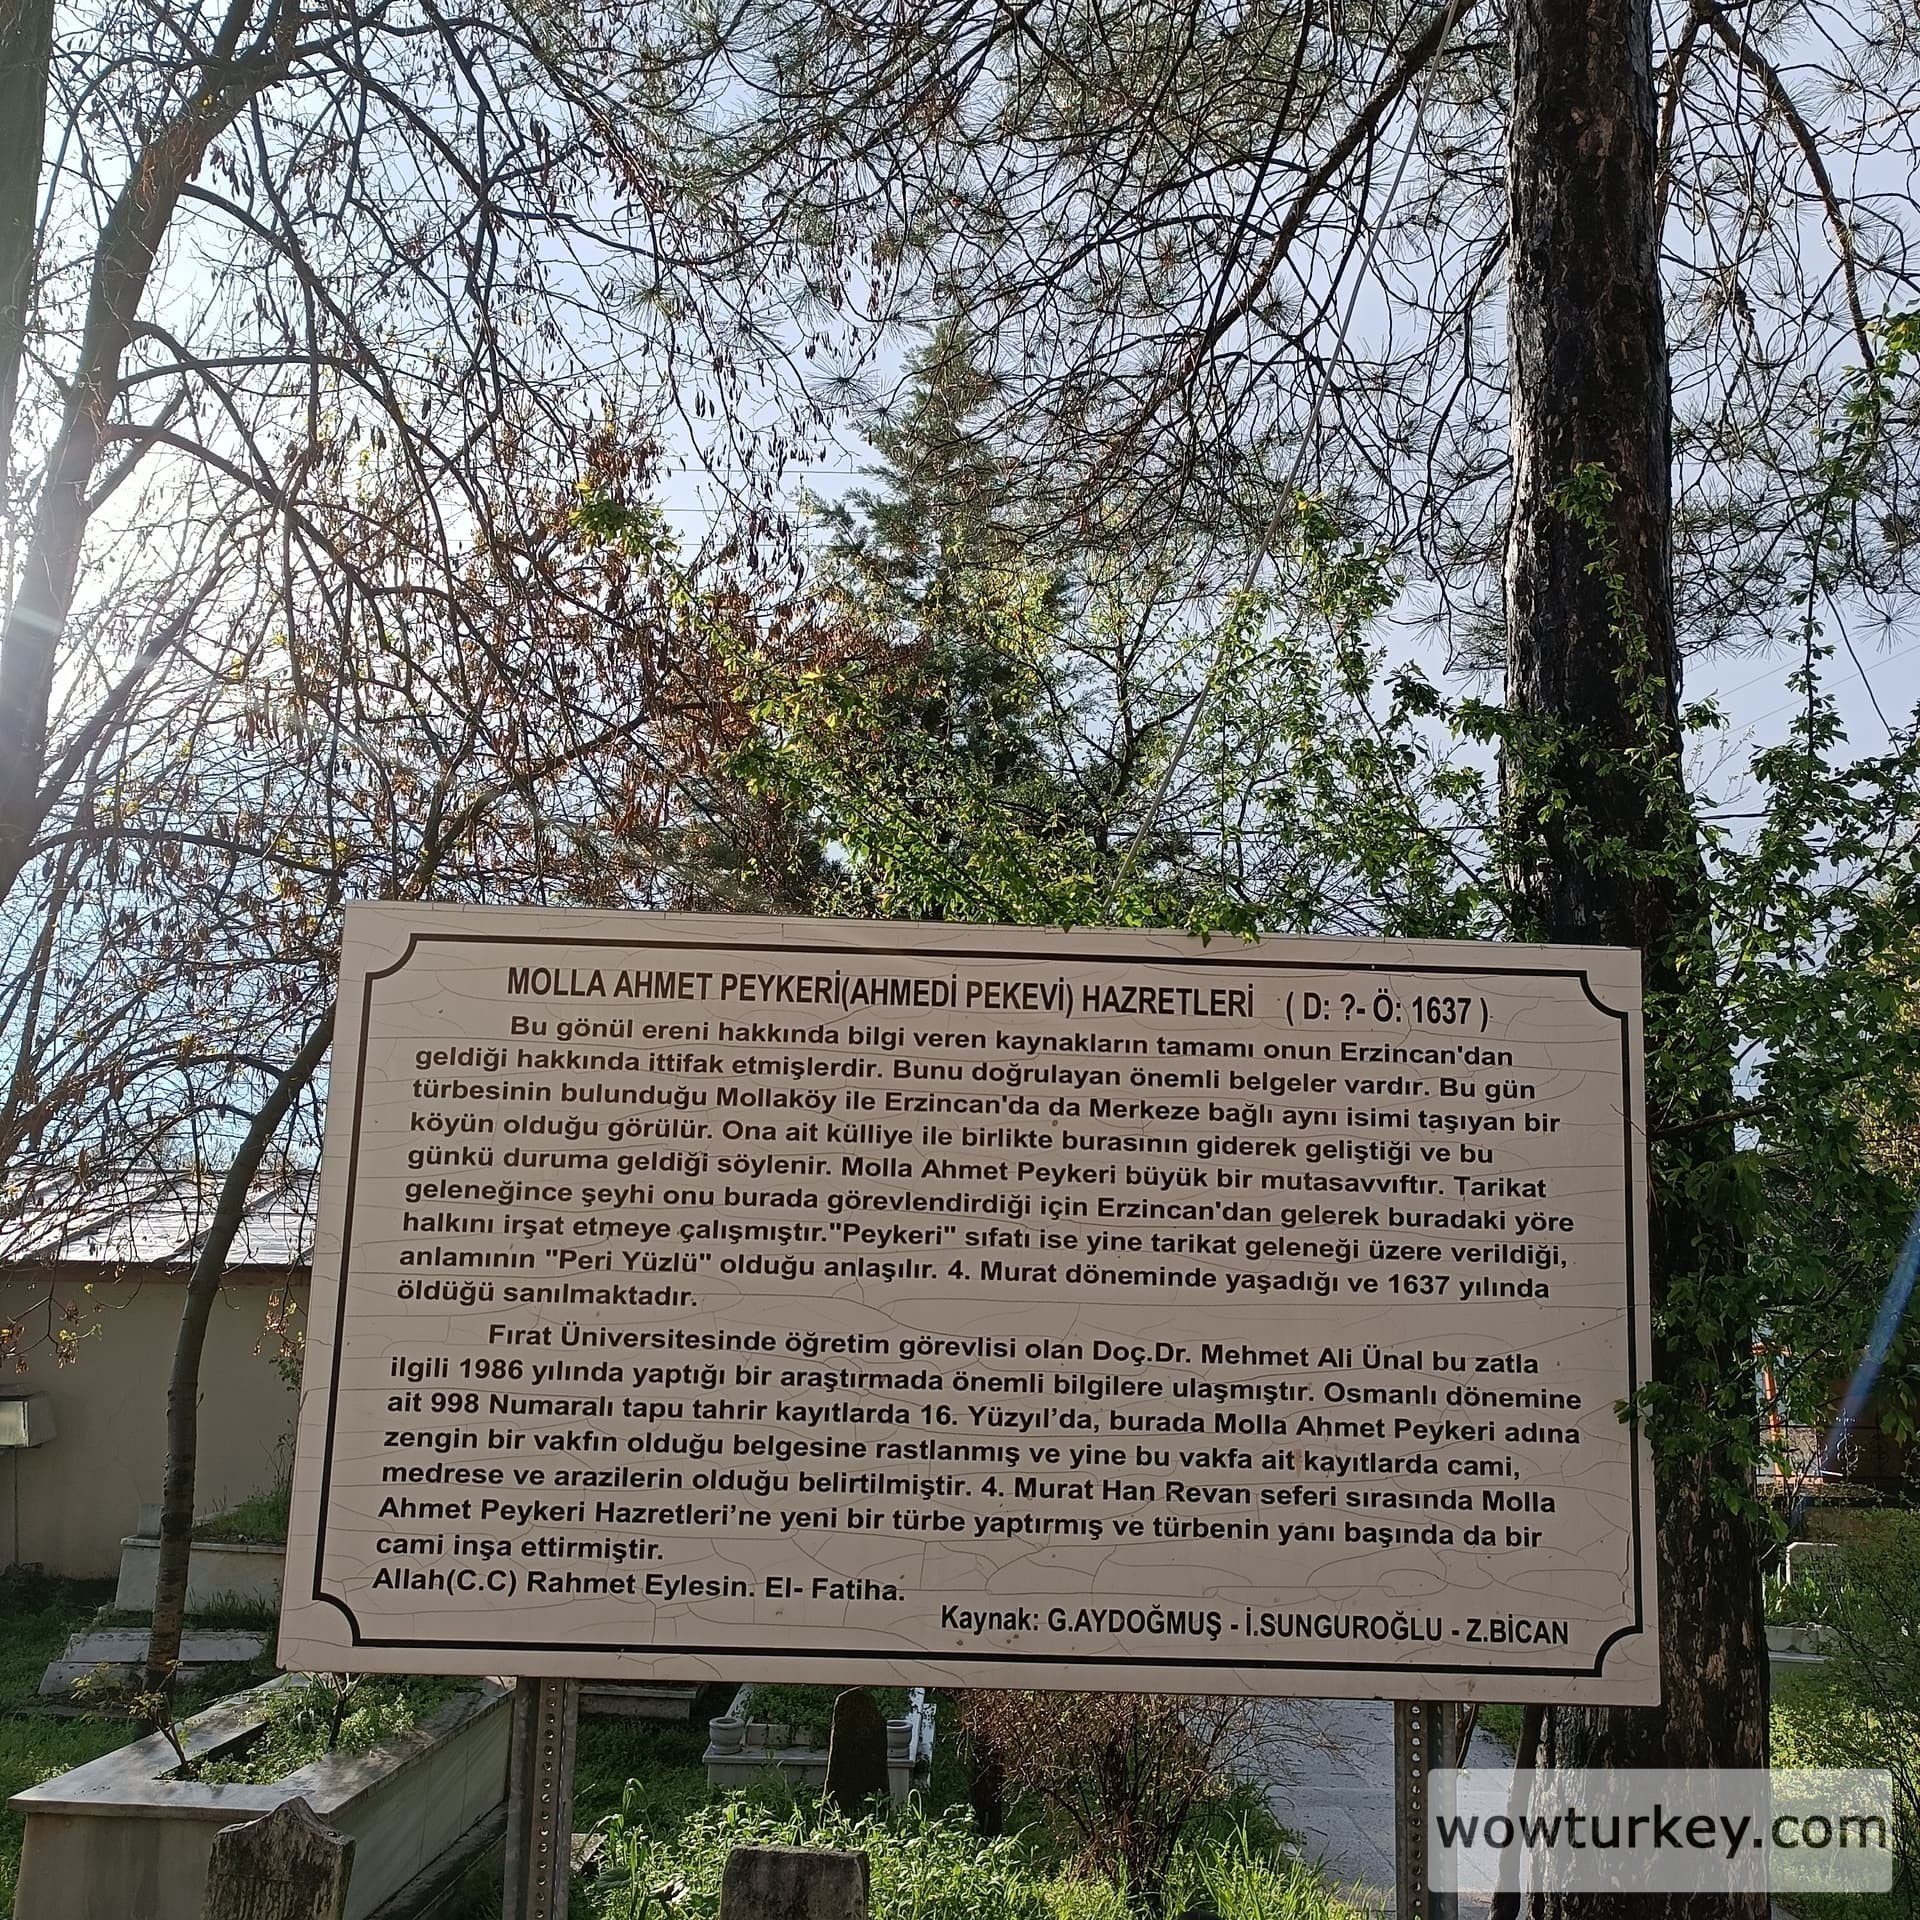 MOLLA AHMET PEYKERİ(AHMEDİ PEKEVİ) HAZRETLERİ ( D: ?- Ö: 1637 )
Bu gönül ereni hakkında bilgi veren kaynakların tamamı onun Erzincan'dan
geldiği hakkında ittifak etmişlerdir. Bunu doğrulayan önemli belgeler vardır. Bu gün
türbesinin bulunduğu Mollaköy ile Erzincan'da da Merkeze bağlı aynı isimi taşıyan bir
köyün olduğu görülür. Ona ait külliye ile birlikte burasının giderek geliştiği ve bu
günkü duruma geldiği söylenir. Molla Ahmet Peykeri büyük bir mutasavvıftır. Tarikat
geleneğince şeyhi onu burada görevlendirdiği için Erzincan'dan gelerek buradaki yöre
halkını irşat etmeye çalışmıştır."Peykeri" sıfatı ise yine tarikat geleneği üzere verildiği,
anlamının "Peri Yüzlü" olduğu anlaşılır. 4. Murat döneminde yaşadığı ve 1637 yılında
öldüğü sanılmaktadır.
Fırat Üniversitesinde öğretim görevlisi olan Doç.Dr. Mehmet Ali Ünal bu zatla
ilgili 1986 yılında yaptığı bir araştırmada önemli bilgilere ulaşmıştır. Osmanlı dönemine
ait 998 Numaralı tapu tahrir kayıtlarda 16. Yüzyıl’da, burada Molla Ahmet Peykeri adına
zengin bir vakfın olduğu belgesine rastlanmış ve yine bu vakfa ait kayıtlarda cami,
medrese ve arazilerin olduğu belirtilmiştir. 4. Murat Han Revan seferi sırasında Molla
Ahmet Peykeri Hazretleri’ne yeni bir türbe yaptırmış ve türbenin yanı başında da bir
cami inşa ettirmiştir.
Allah(C.C) Rahmet Eylesin. El- Fatiha.
Kaynak: G.AYDOĞMUŞ - İ.SUNGUROĞLU - Z.BİCAN
wowturkey.com